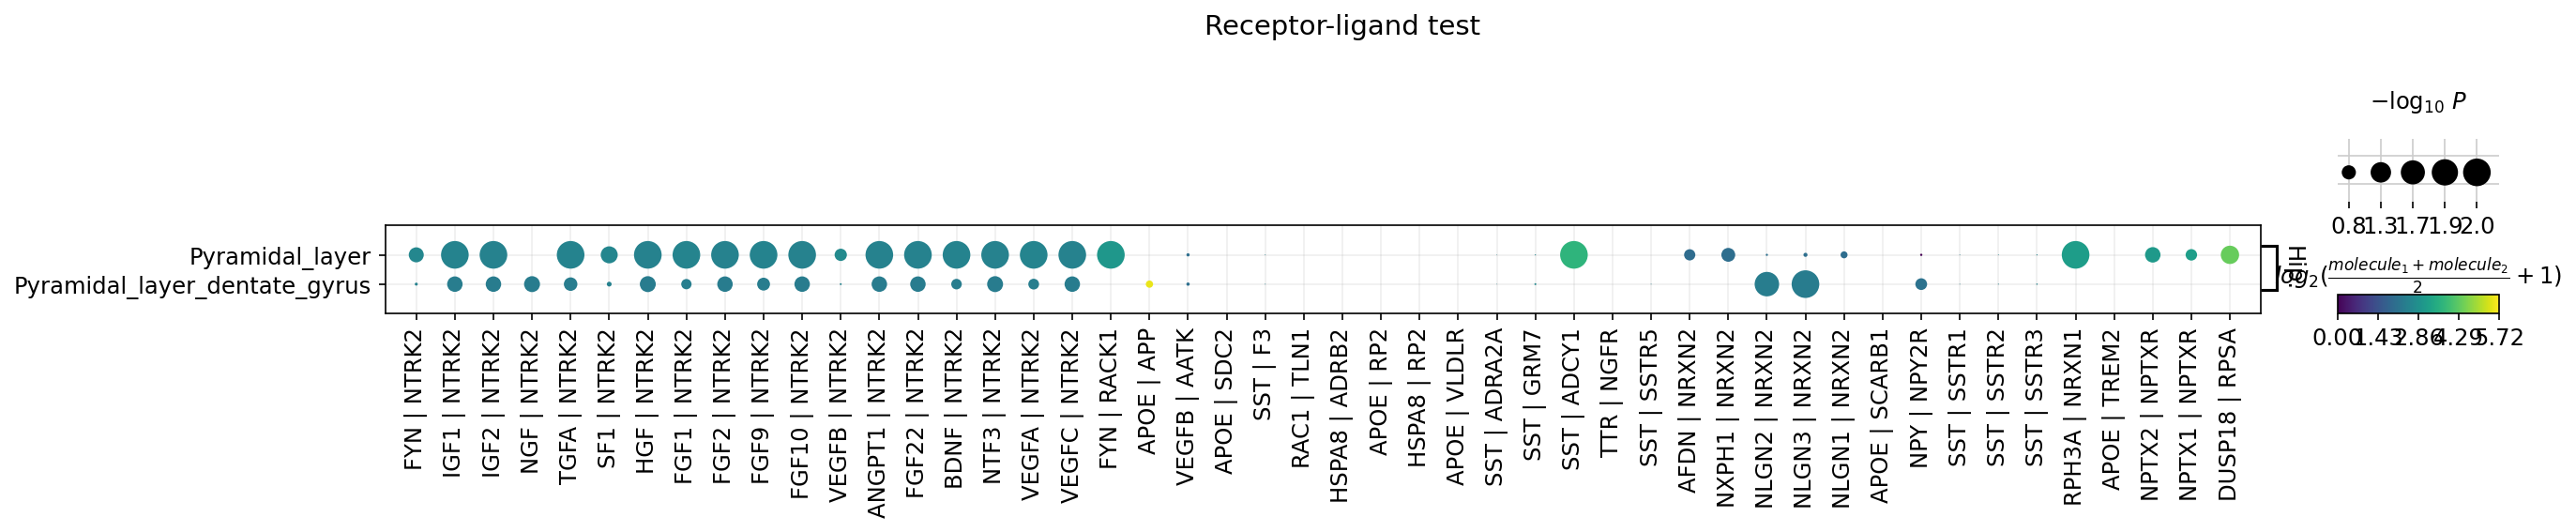 Receptor-ligand test
−log₁₀ P
0.8 1.3 1.7 1.9 2.0
Pyramidal_layer
Pyramidal_layer_dentate_gyrus
log₂(molecule₁ + molecule₂ / 2 + 1)
0.00 1.43 2.86 4.29 5.72
FYN | NTRK2
IGF1 | NTRK2
IGF2 | NTRK2
NGF | NTRK2
TGFA | NTRK2
SF1 | NTRK2
HGF | NTRK2
FGF1 | NTRK2
FGF2 | NTRK2
FGF9 | NTRK2
FGF10 | NTRK2
VEGFB | NTRK2
ANGPT1 | NTRK2
FGF22 | NTRK2
BDNF | NTRK2
NTF3 | NTRK2
VEGFA | NTRK2
VEGFC | NTRK2
FYN | RACK1
APOE | APP
VEGFB | AATK
APOE | SDC2
SST | F3
RAC1 | TLN1
HSPA8 | ADRB2
APOE | RP2
HSPA8 | RP2
APOE | VLDLR
SST | ADRA2A
SST | GRM7
SST | ADCY1
TTR | NGFR
SST | SSTR5
AFDN | NRXN2
NXPH1 | NRXN2
NLGN2 | NRXN2
NLGN3 | NRXN2
NLGN1 | NRXN2
APOE | SCARB1
NPY | NPY2R
SST | SSTR1
SST | SSTR2
SST | SSTR3
RPH3A | NRXN1
APOE | TREM2
NPTX2 | NPTXR
NPTX1 | NPTXR
DUSP18 | RPSA